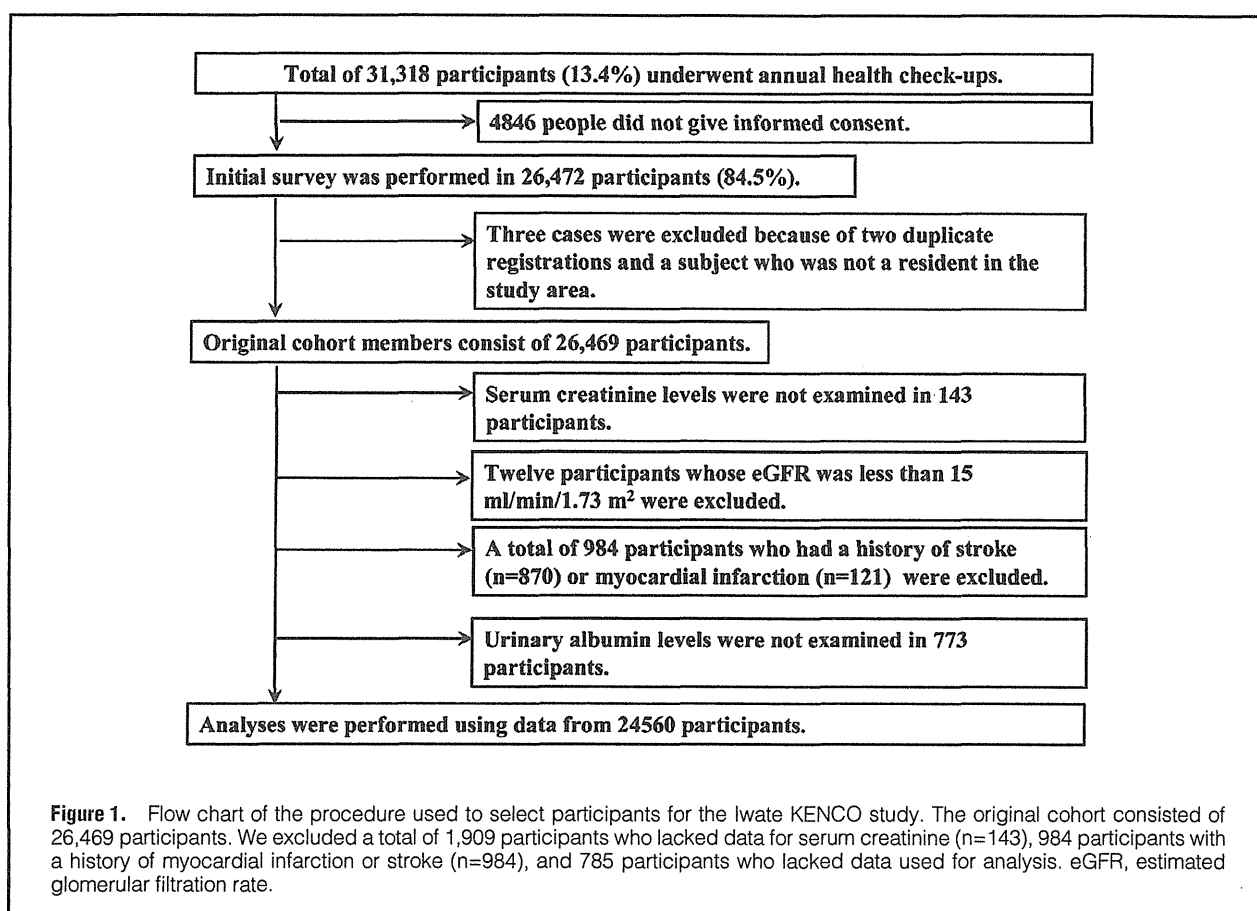 Total of 31,318 participants (13.4%) underwent annual health check-ups.
4846 people did not give informed consent.
Initial survey was performed in 26,472 participants (84.5%).
Three cases were excluded because of two duplicate
registrations and a subject who was not a resident in the
study area.
Original cohort members consist of 26,469 participants.
Serum creatinine levels were not examined in 143
participants.
Twelve participants whose eGFR was less than 15
ml/min/1.73 m² were excluded.
A total of 984 participants who had a history of stroke
(n=870) or myocardial infarction (n=121) were excluded.
Urinary albumin levels were not examined in 773
participants.
Analyses were performed using data from 24560 participants.
Figure 1. Flow chart of the procedure used to select participants for the Iwate KENCO study. The original cohort consisted of
26,469 participants. We excluded a total of 1,909 participants who lacked data for serum creatinine (n=143), 984 participants with
a history of myocardial infarction or stroke (n=984), and 785 participants who lacked data used for analysis. eGFR, estimated
glomerular filtration rate.